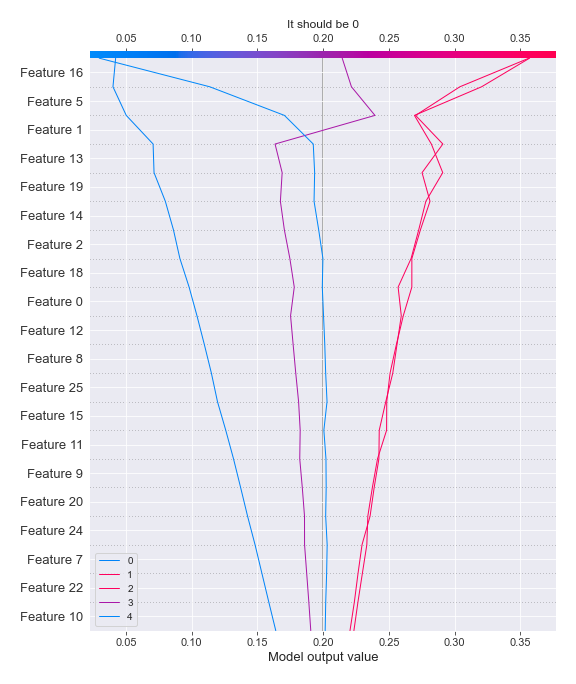 It should be 0
0.05 0.10 0.15 0.20 0.25 0.30 0.35
Feature 16
Feature 5
Feature 1
Feature 13
Feature 19
Feature 14
Feature 2
Feature 18
Feature 0
Feature 12
Feature 8
Feature 25
Feature 15
Feature 11
Feature 9
Feature 20
Feature 24
Feature 7
Feature 22
Feature 10
0
1
2
3
4
0.05 0.10 0.15 0.20 0.25 0.30 0.35
Model output value